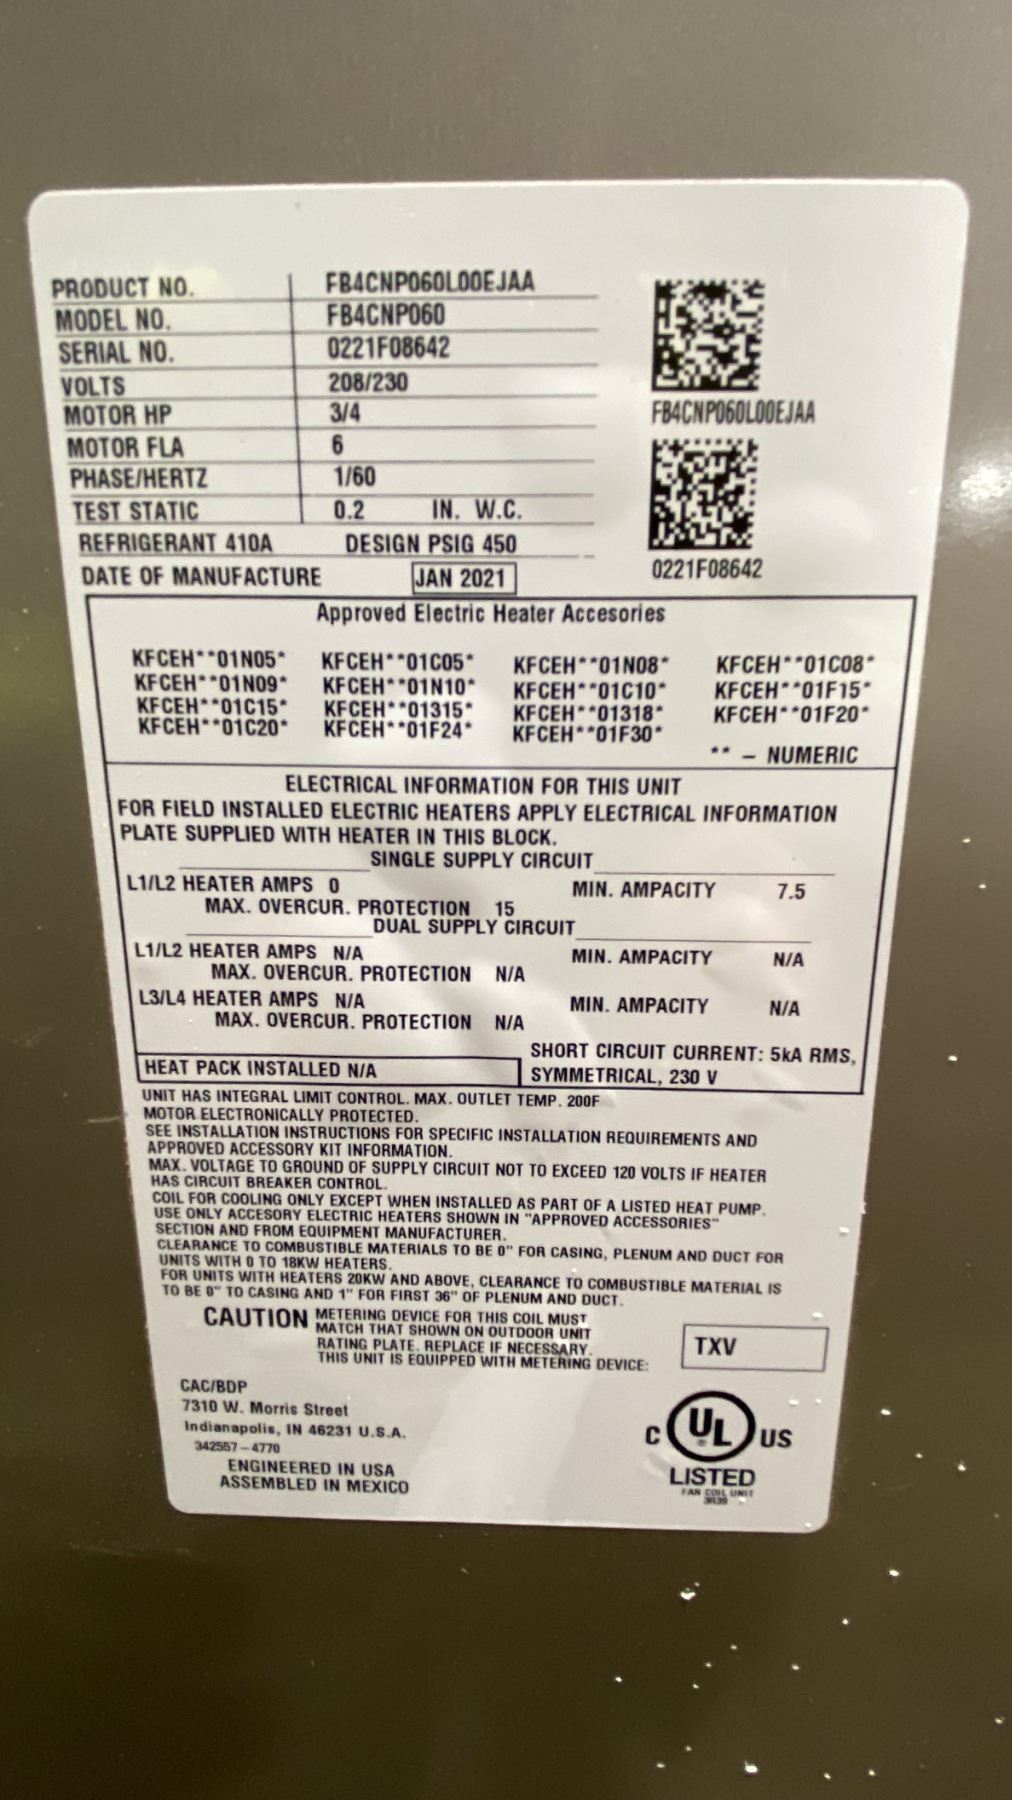 PRODUCT NO. FB4CNP060L00EJAA
MODEL NO. FB4CNP060
SERIAL NO. 0221F08642
VOLTS 208/230
MOTOR HP 3/4
MOTOR FLA 6
PHASE/HERTZ 1/60
TEST STATIC 0.2 IN. W.C.
REFRIGERANT 410A DESIGN PSIG 450
DATE OF MANUFACTURE JAN 2021
FB4CNP060L00EJAA
0221F08642
Approved Electric Heater Accesories
KFCEH**01N05* KFCEH**01C05* KFCEH**01N08* KFCEH**01C08*
KFCEH**01N09* KFCEH**01N10* KFCEH**01C10* KFCEH**01F15*
KFCEH**01C15* KFCEH**01315* KFCEH**01318* KFCEH**01F20*
KFCEH**01C20* KFCEH**01F24* KFCEH**01F30*
** – NUMERIC
ELECTRICAL INFORMATION FOR THIS UNIT
FOR FIELD INSTALLED ELECTRIC HEATERS APPLY ELECTRICAL INFORMATION
PLATE SUPPLIED WITH HEATER IN THIS BLOCK.
SINGLE SUPPLY CIRCUIT
L1/L2 HEATER AMPS 0 MIN. AMPACITY 7.5
MAX. OVERCUR. PROTECTION 15
DUAL SUPPLY CIRCUIT
L1/L2 HEATER AMPS N/A MIN. AMPACITY N/A
MAX. OVERCUR. PROTECTION N/A
L3/L4 HEATER AMPS N/A MIN. AMPACITY N/A
MAX. OVERCUR. PROTECTION N/A
SHORT CIRCUIT CURRENT: 5kA RMS,
HEAT PACK INSTALLED N/A SYMMETRICAL, 230 V
UNIT HAS INTEGRAL LIMIT CONTROL. MAX. OUTLET TEMP. 200F
MOTOR ELECTRONICALLY PROTECTED.
SEE INSTALLATION INSTRUCTIONS FOR SPECIFIC INSTALLATION REQUIREMENTS AND
APPROVED ACCESSORY KIT INFORMATION.
MAX. VOLTAGE TO GROUND OF SUPPLY CIRCUIT NOT TO EXCEED 120 VOLTS IF HEATER
HAS CIRCUIT BREAKER CONTROL.
COIL FOR COOLING ONLY EXCEPT WHEN INSTALLED AS PART OF A LISTED HEAT PUMP.
USE ONLY ACCESORY ELECTRIC HEATERS SHOWN IN "APPROVED ACCESSORIES"
SECTION AND FROM EQUIPMENT MANUFACTURER.
CLEARANCE TO COMBUSTIBLE MATERIALS TO BE 0" FOR CASING, PLENUM AND DUCT FOR
UNITS WITH 0 TO 18KW HEATERS.
FOR UNITS WITH HEATERS 20KW AND ABOVE, CLEARANCE TO COMBUSTIBLE MATERIAL IS
TO BE 0" TO CASING AND 1" FOR FIRST 36" OF PLENUM AND DUCT.
CAUTION METERING DEVICE FOR THIS COIL MUST
MATCH THAT SHOWN ON OUTDOOR UNIT
RATING PLATE. REPLACE IF NECESSARY.
THIS UNIT IS EQUIPPED WITH METERING DEVICE:
TXV
CAC/BDP
7310 W. Morris Street
Indianapolis, IN 46231 U.S.A.
342557–4770
ENGINEERED IN USA
ASSEMBLED IN MEXICO
C UL ® US
LISTED
FAN COIL UNIT
3R39